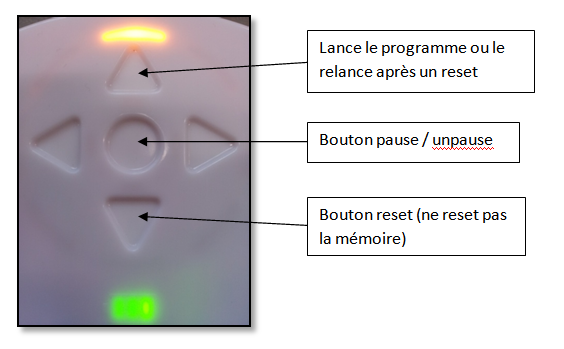 Lance le programme ou le
relance après un reset
Bouton pause / unpause
Bouton reset (ne reset pas
la mémoire)